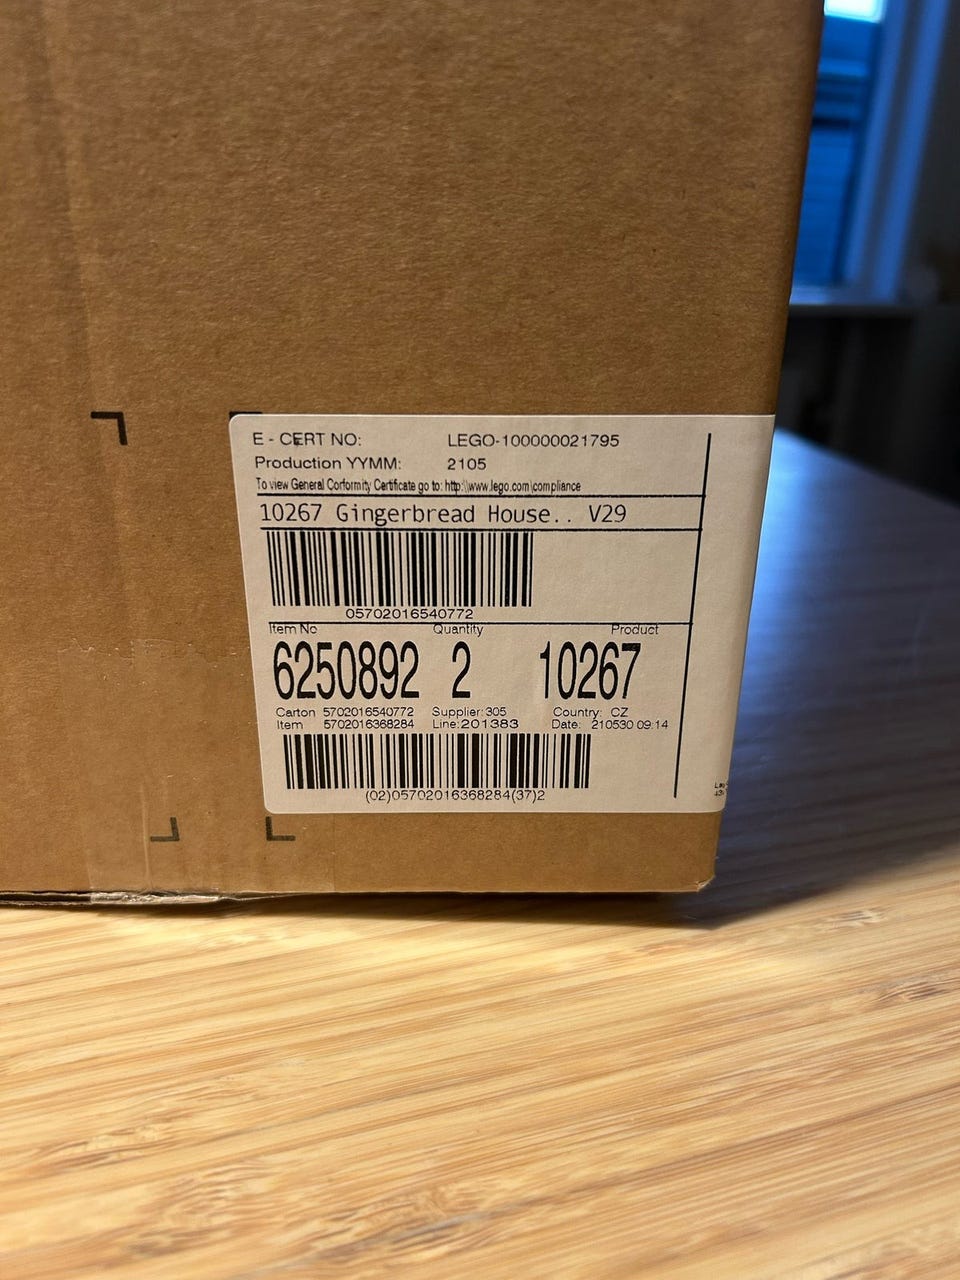 E - CERT NO: LEGO-100000021795
Production YYMM: 2105
To view General Corformity Certificate go to: http:\\www.lego.com\compliance
10267 Gingerbread House.. V29
05702016540772
Item No Quantity Product
6250892 2 10267
Carton 5702016540772 Supplier: 305 Country: CZ
Item 5702016368284 Line: 201383 Date: 210530 09:14
(02)05702016368284(37)2